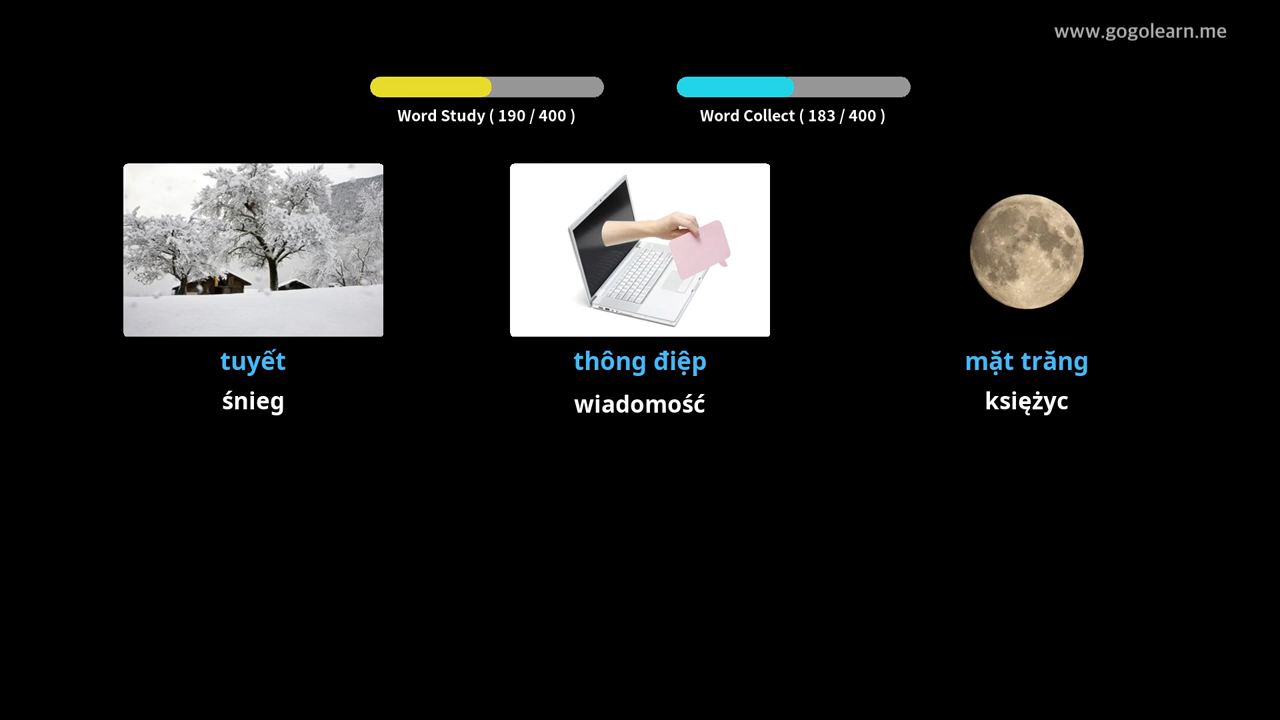 www.gogolearn.me
Word Study ( 190 / 400 )
Word Collect ( 183 / 400 )
tuyết
śnieg
thông điệp
wiadomość
mặt trăng
księżyc